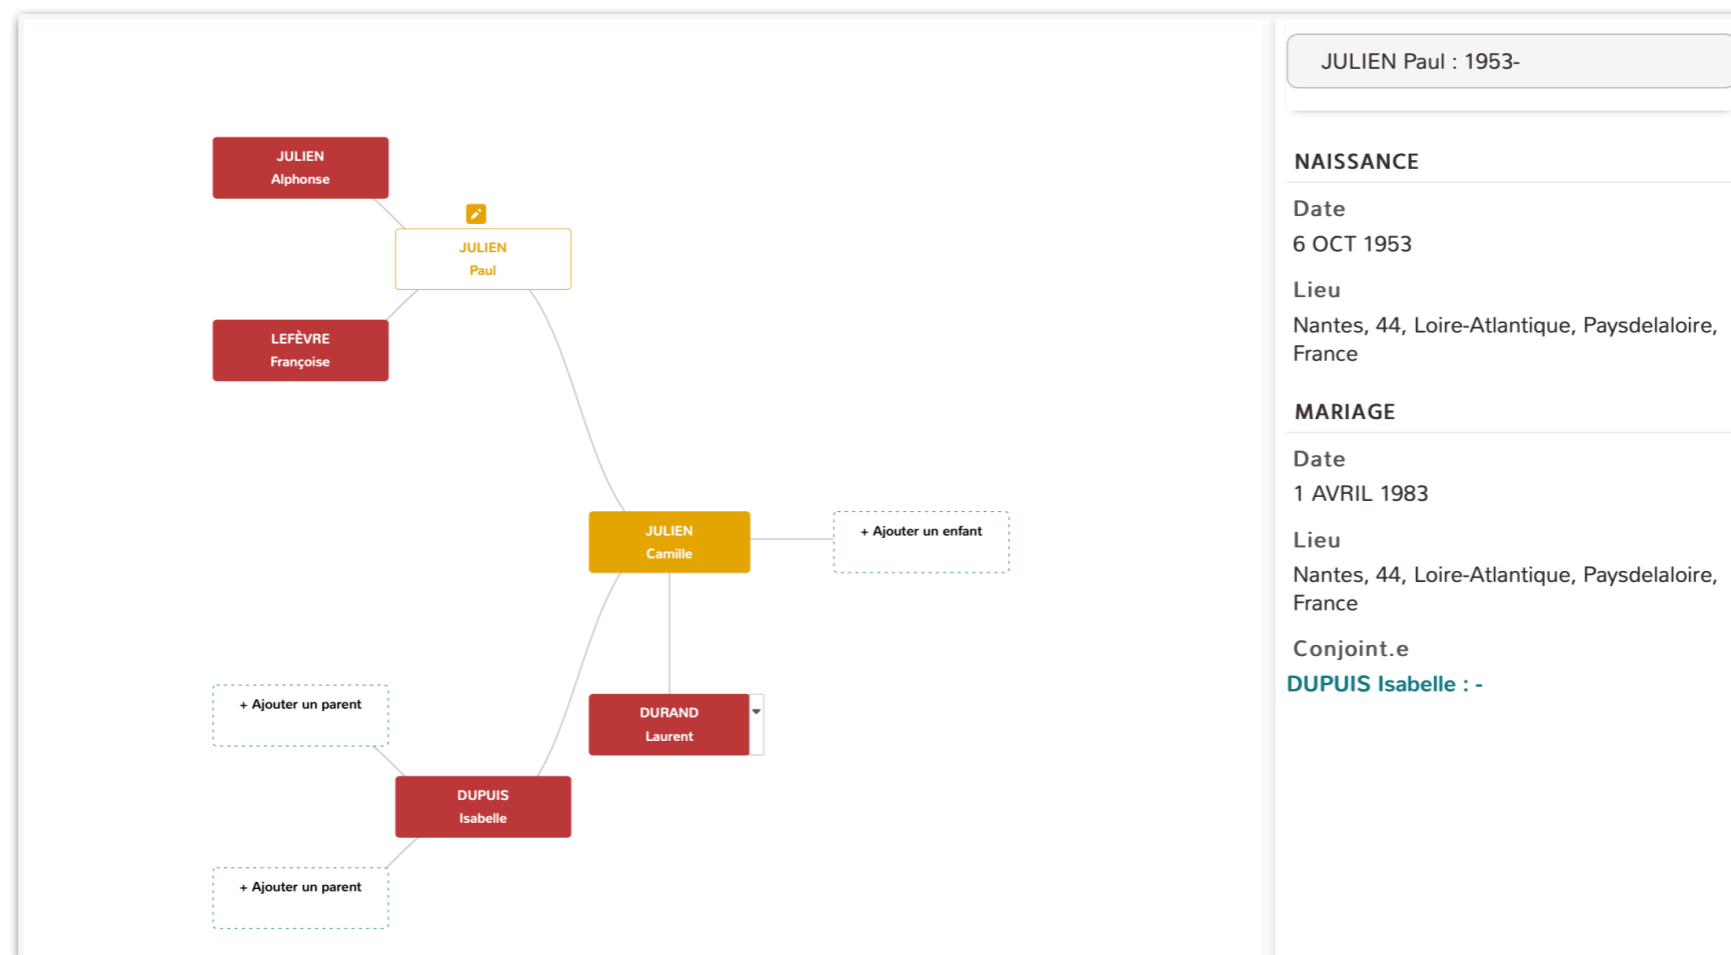 JULIEN
Alphonse
JULIEN
Paul
LEFÈVRE
Françoise
JULIEN
Camille
+ Ajouter un enfant
+ Ajouter un parent
DURAND
Laurent
DUPUIS
Isabelle
+ Ajouter un parent
JULIEN Paul : 1953-
NAISSANCE
Date
6 OCT 1953
Lieu
Nantes, 44, Loire-Atlantique, Paysdelaloire,
France
MARIAGE
Date
1 AVRIL 1983
Lieu
Nantes, 44, Loire-Atlantique, Paysdelaloire,
France
Conjoint.e
DUPUIS Isabelle : -